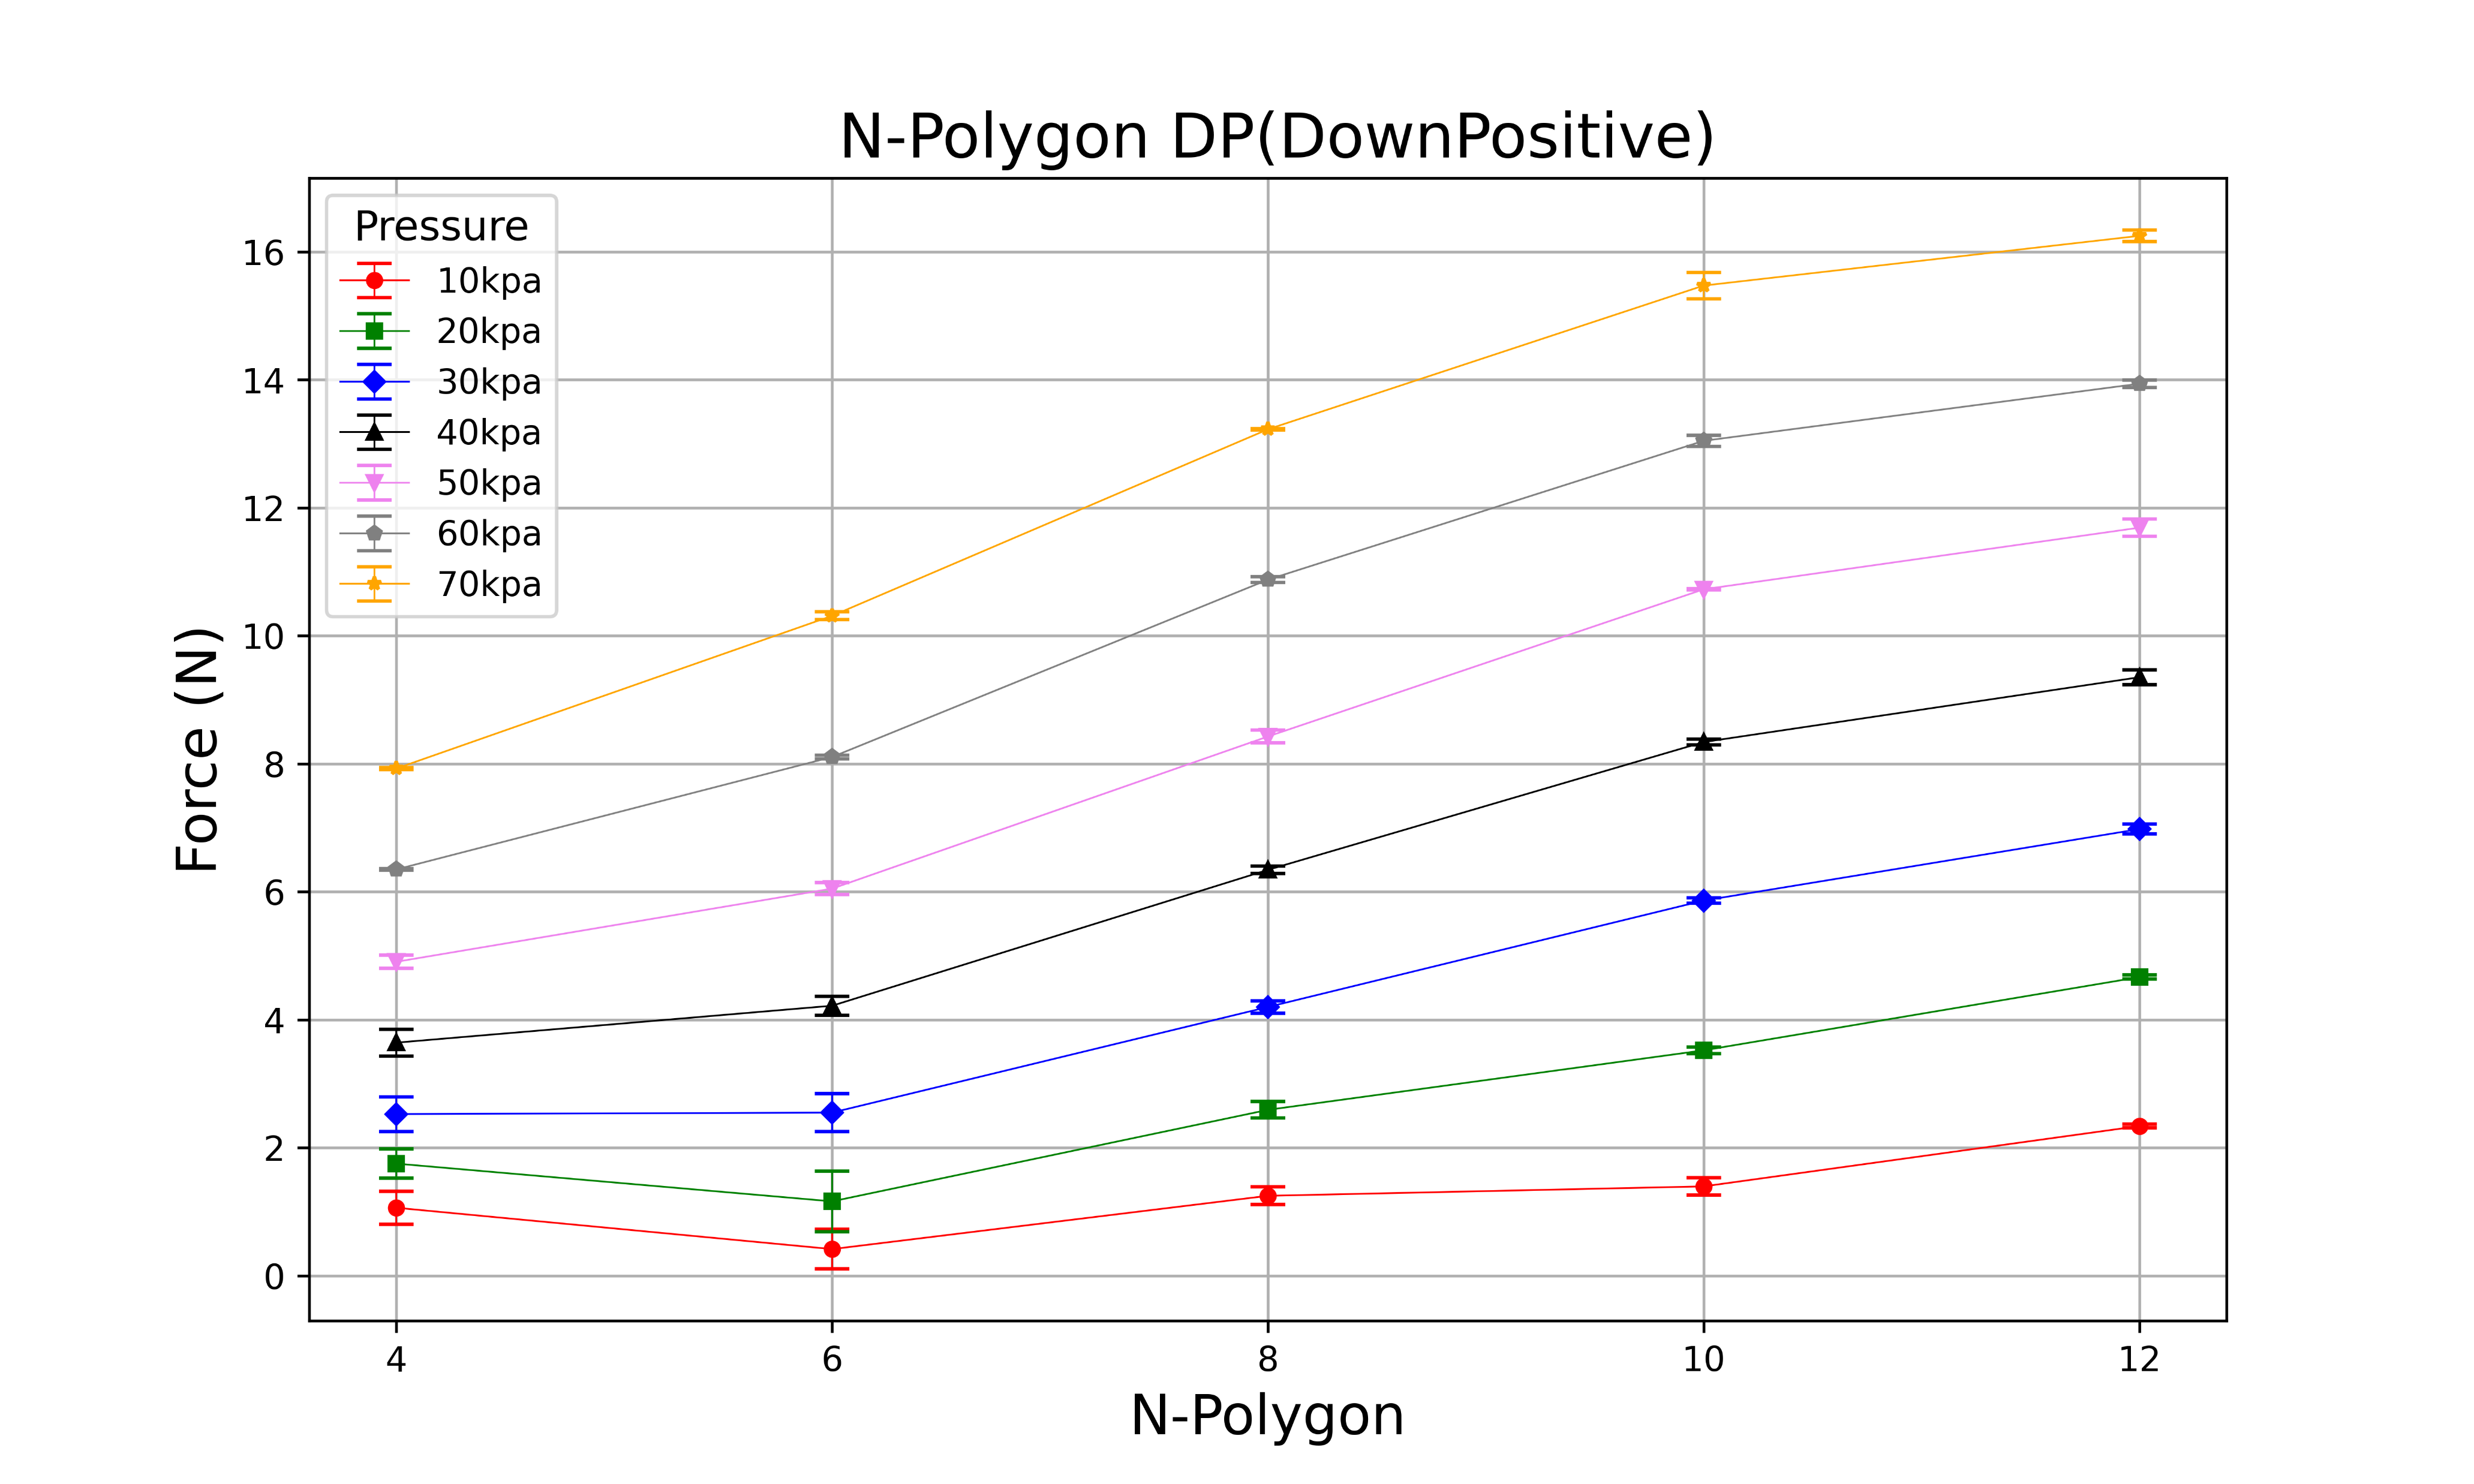 N-Polygon DP(DownPositive)
Pressure
10kpa
20kpa
30kpa
40kpa
50kpa
60kpa
70kpa
Force (N)
16
14
12
10
8
6
4
2
0
4 6 8 10 12
N-Polygon